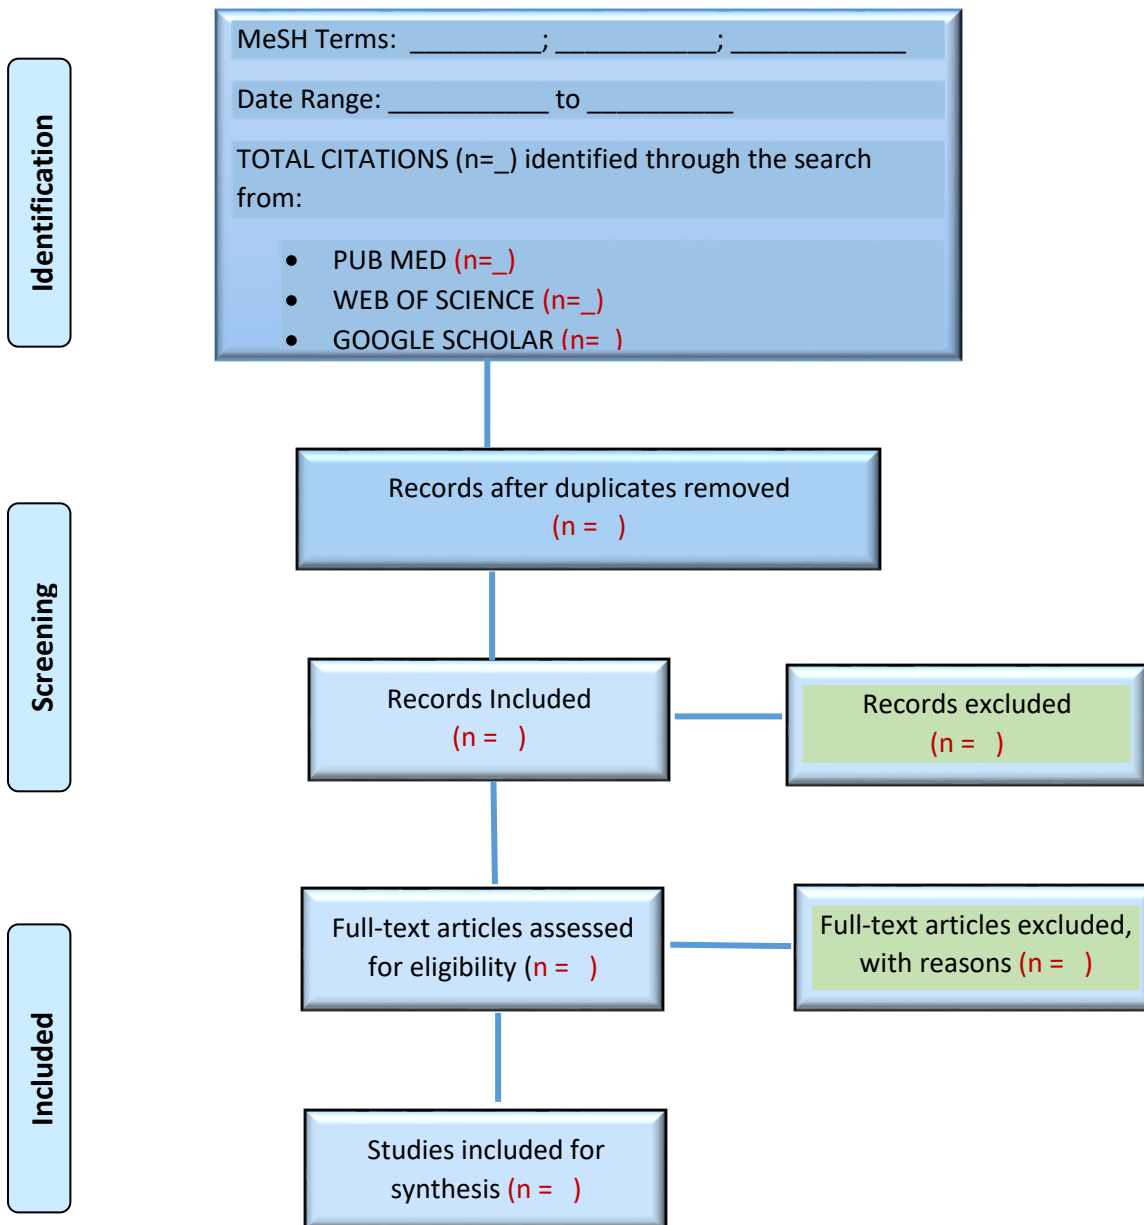 Identification
MeSH Terms: _________; ___________; ____________
Date Range: ___________ to __________
TOTAL CITATIONS (n=_) identified through the search
from:
• PUB MED (n=_)
• WEB OF SCIENCE (n=_)
• GOOGLE SCHOLAR (n= )
Records after duplicates removed
(n = )
Screening
Records Included
(n = )
Records excluded
(n = )
Included
Full-text articles assessed
for eligibility (n = )
Full-text articles excluded,
with reasons (n = )
Studies included for
synthesis (n = )